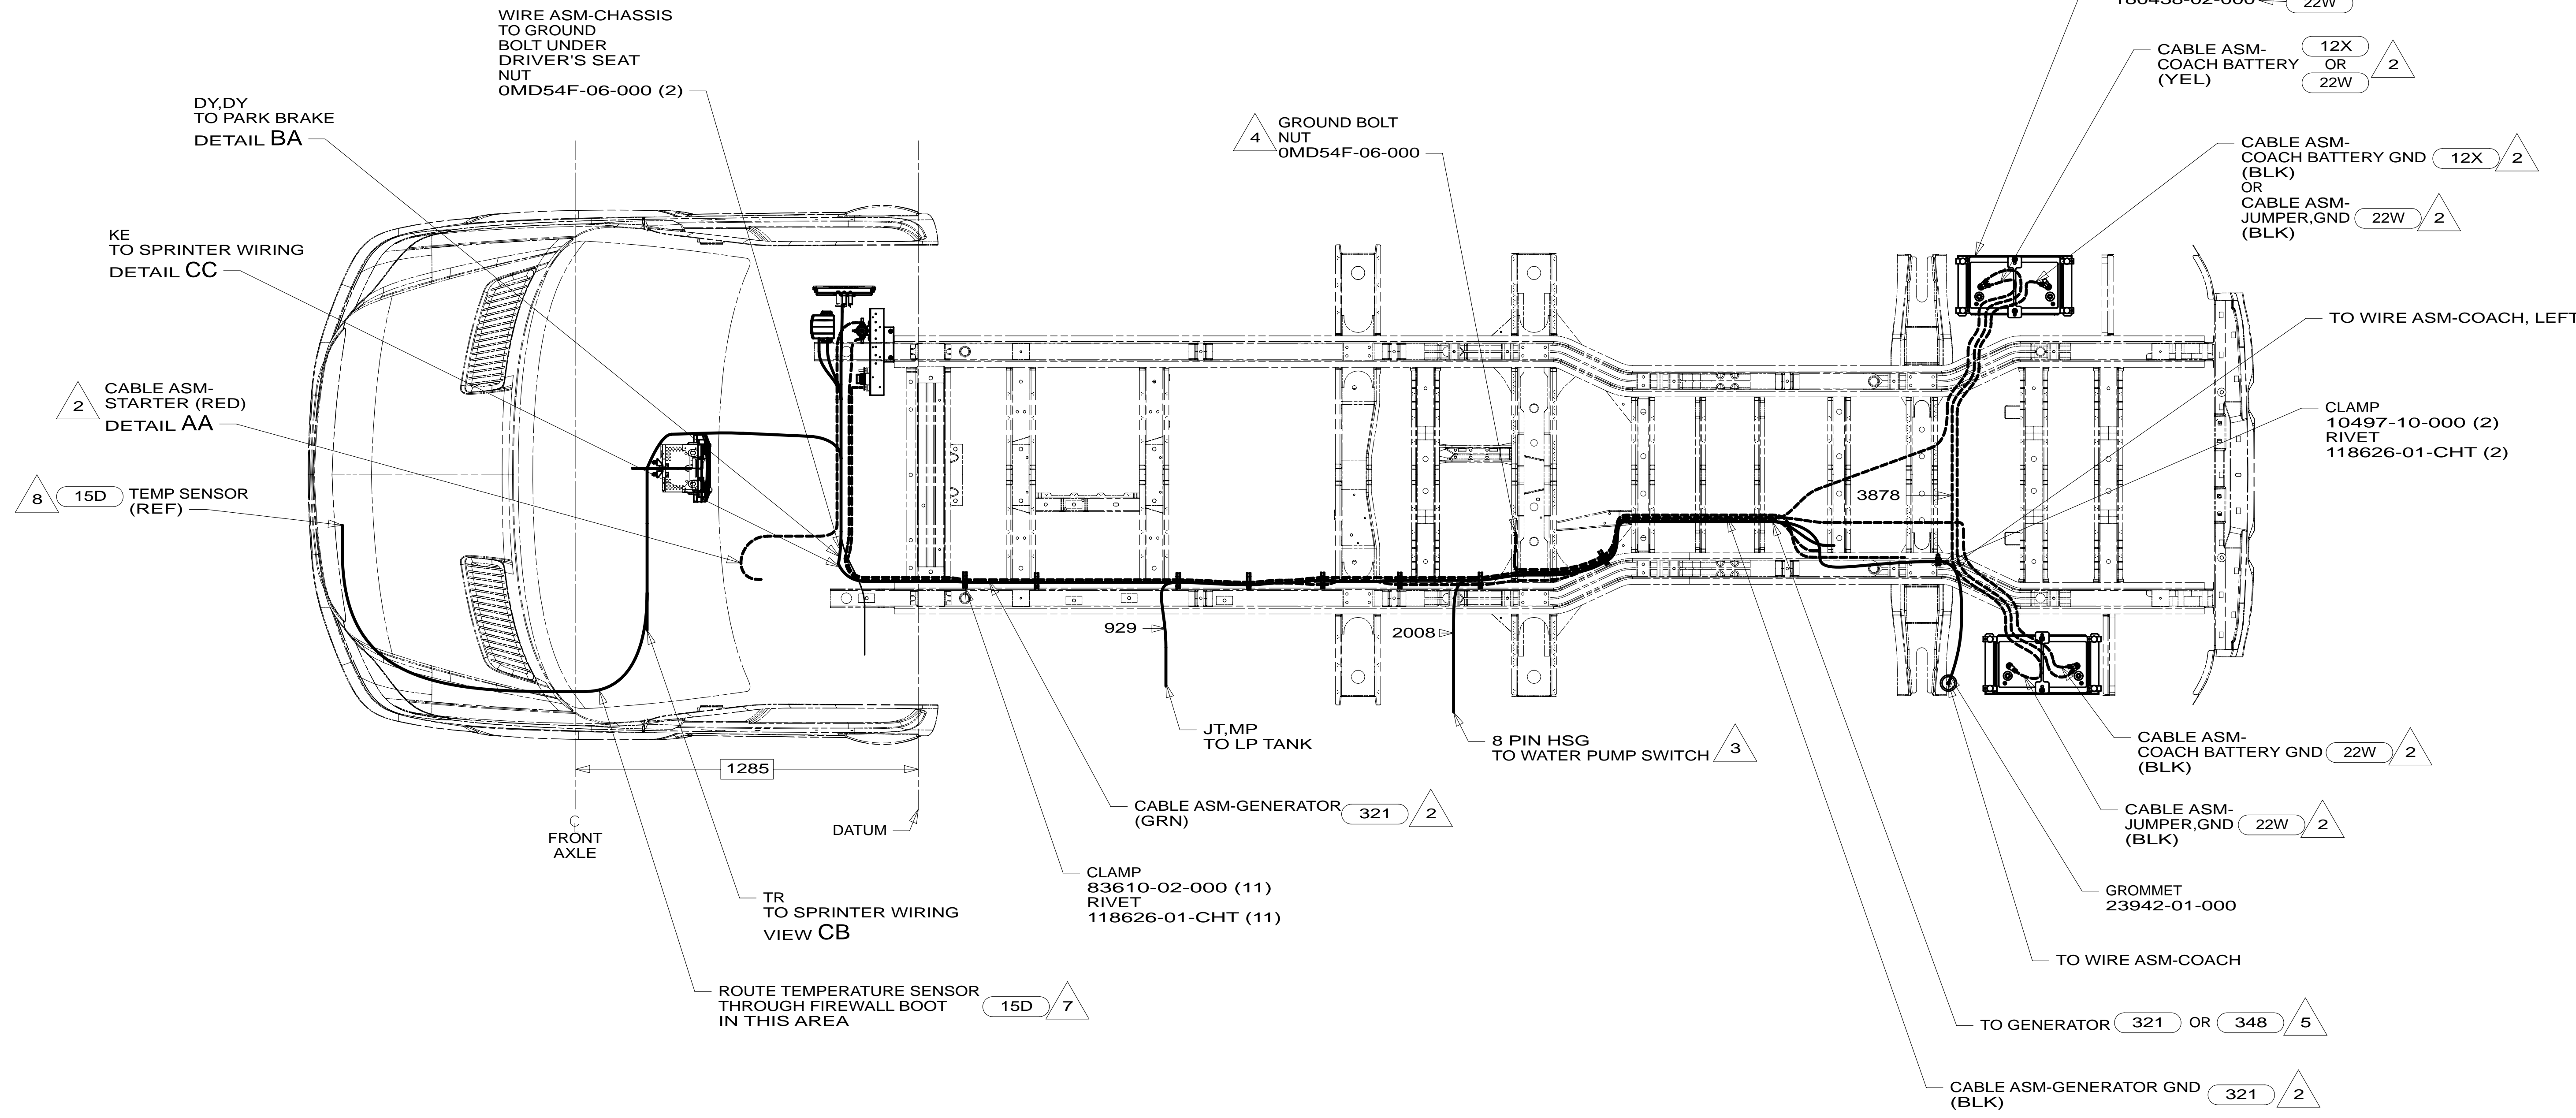 WIRE ASM-CHASSIS
TO GROUND
BOLT UNDER
DRIVER'S SEAT
NUT
0MD54F-06-000 (2)
DY,DY
TO PARK BRAKE
DETAIL BA
KE
TO SPRINTER WIRING
DETAIL CC
2
CABLE ASM-
STARTER (RED)
DETAIL AA
8 15D TEMP SENSOR
(REF)
4
GROUND BOLT
NUT
0MD54F-06-000
22W
CABLE ASM-
COACH BATTERY
(YEL)
12X
OR
22W
2
CABLE ASM-
COACH BATTERY GND 12X 2
(BLK)
OR
CABLE ASM-
JUMPER,GND 22W 2
(BLK)
TO WIRE ASM-COACH, LEFT
CLAMP
10497-10-000 (2)
RIVET
118626-01-CHT (2)
3878
929
2008
JT,MP
TO LP TANK
8 PIN HSG
TO WATER PUMP SWITCH 3
1285
FRONT
AXLE
DATUM
CABLE ASM-GENERATOR 321 2
(GRN)
CLAMP
83610-02-000 (11)
RIVET
118626-01-CHT (11)
TR
TO SPRINTER WIRING
VIEW CB
ROUTE TEMPERATURE SENSOR
THROUGH FIREWALL BOOT 15D 7
IN THIS AREA
CABLE ASM-
COACH BATTERY GND 22W 2
(BLK)
CABLE ASM-
JUMPER,GND 22W 2
(BLK)
GROMMET
23942-01-000
TO WIRE ASM-COACH
TO GENERATOR 321 OR 348 5
CABLE ASM-GENERATOR GND 321 2
(BLK)